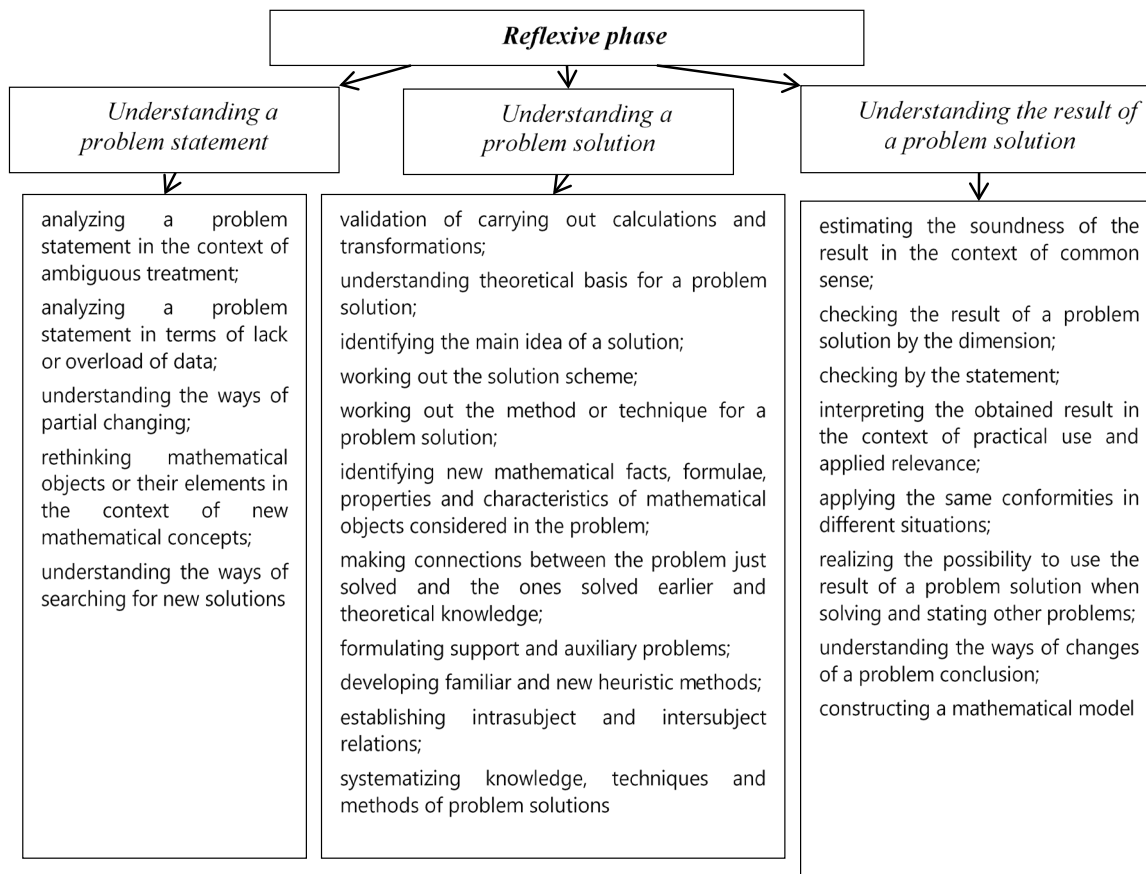 Reflexive phase
Understanding a
problem statement
Understanding a
problem solution
Understanding the result of
a problem solution
analyzing a problem
statement in the context of
ambiguous treatment;
analyzing a problem
statement in terms of lack
or overload of data;
understanding the ways of
partial changing;
rethinking mathematical
objects or their elements in
the context of new
mathematical concepts;
understanding the ways of
searching for new solutions
validation of carrying out calculations and
transformations;
understanding theoretical basis for a problem
solution;
identifying the main idea of a solution;
working out the solution scheme;
working out the method or technique for a
problem solution;
identifying new mathematical facts, formulae,
properties and characteristics of mathematical
objects considered in the problem;
making connections between the problem just
solved and the ones solved earlier and
theoretical knowledge;
formulating support and auxiliary problems;
developing familiar and new heuristic methods;
establishing intrasubject and intersubject
relations;
systematizing knowledge, techniques and
methods of problem solutions
estimating the soundness of the
result in the context of common
sense;
checking the result of a problem
solution by the dimension;
checking by the statement;
interpreting the obtained result in
the context of practical use and
applied relevance;
applying the same conformities in
different situations;
realizing the possibility to use the
result of a problem solution when
solving and stating other problems;
understanding the ways of changes
of a problem conclusion;
constructing a mathematical model